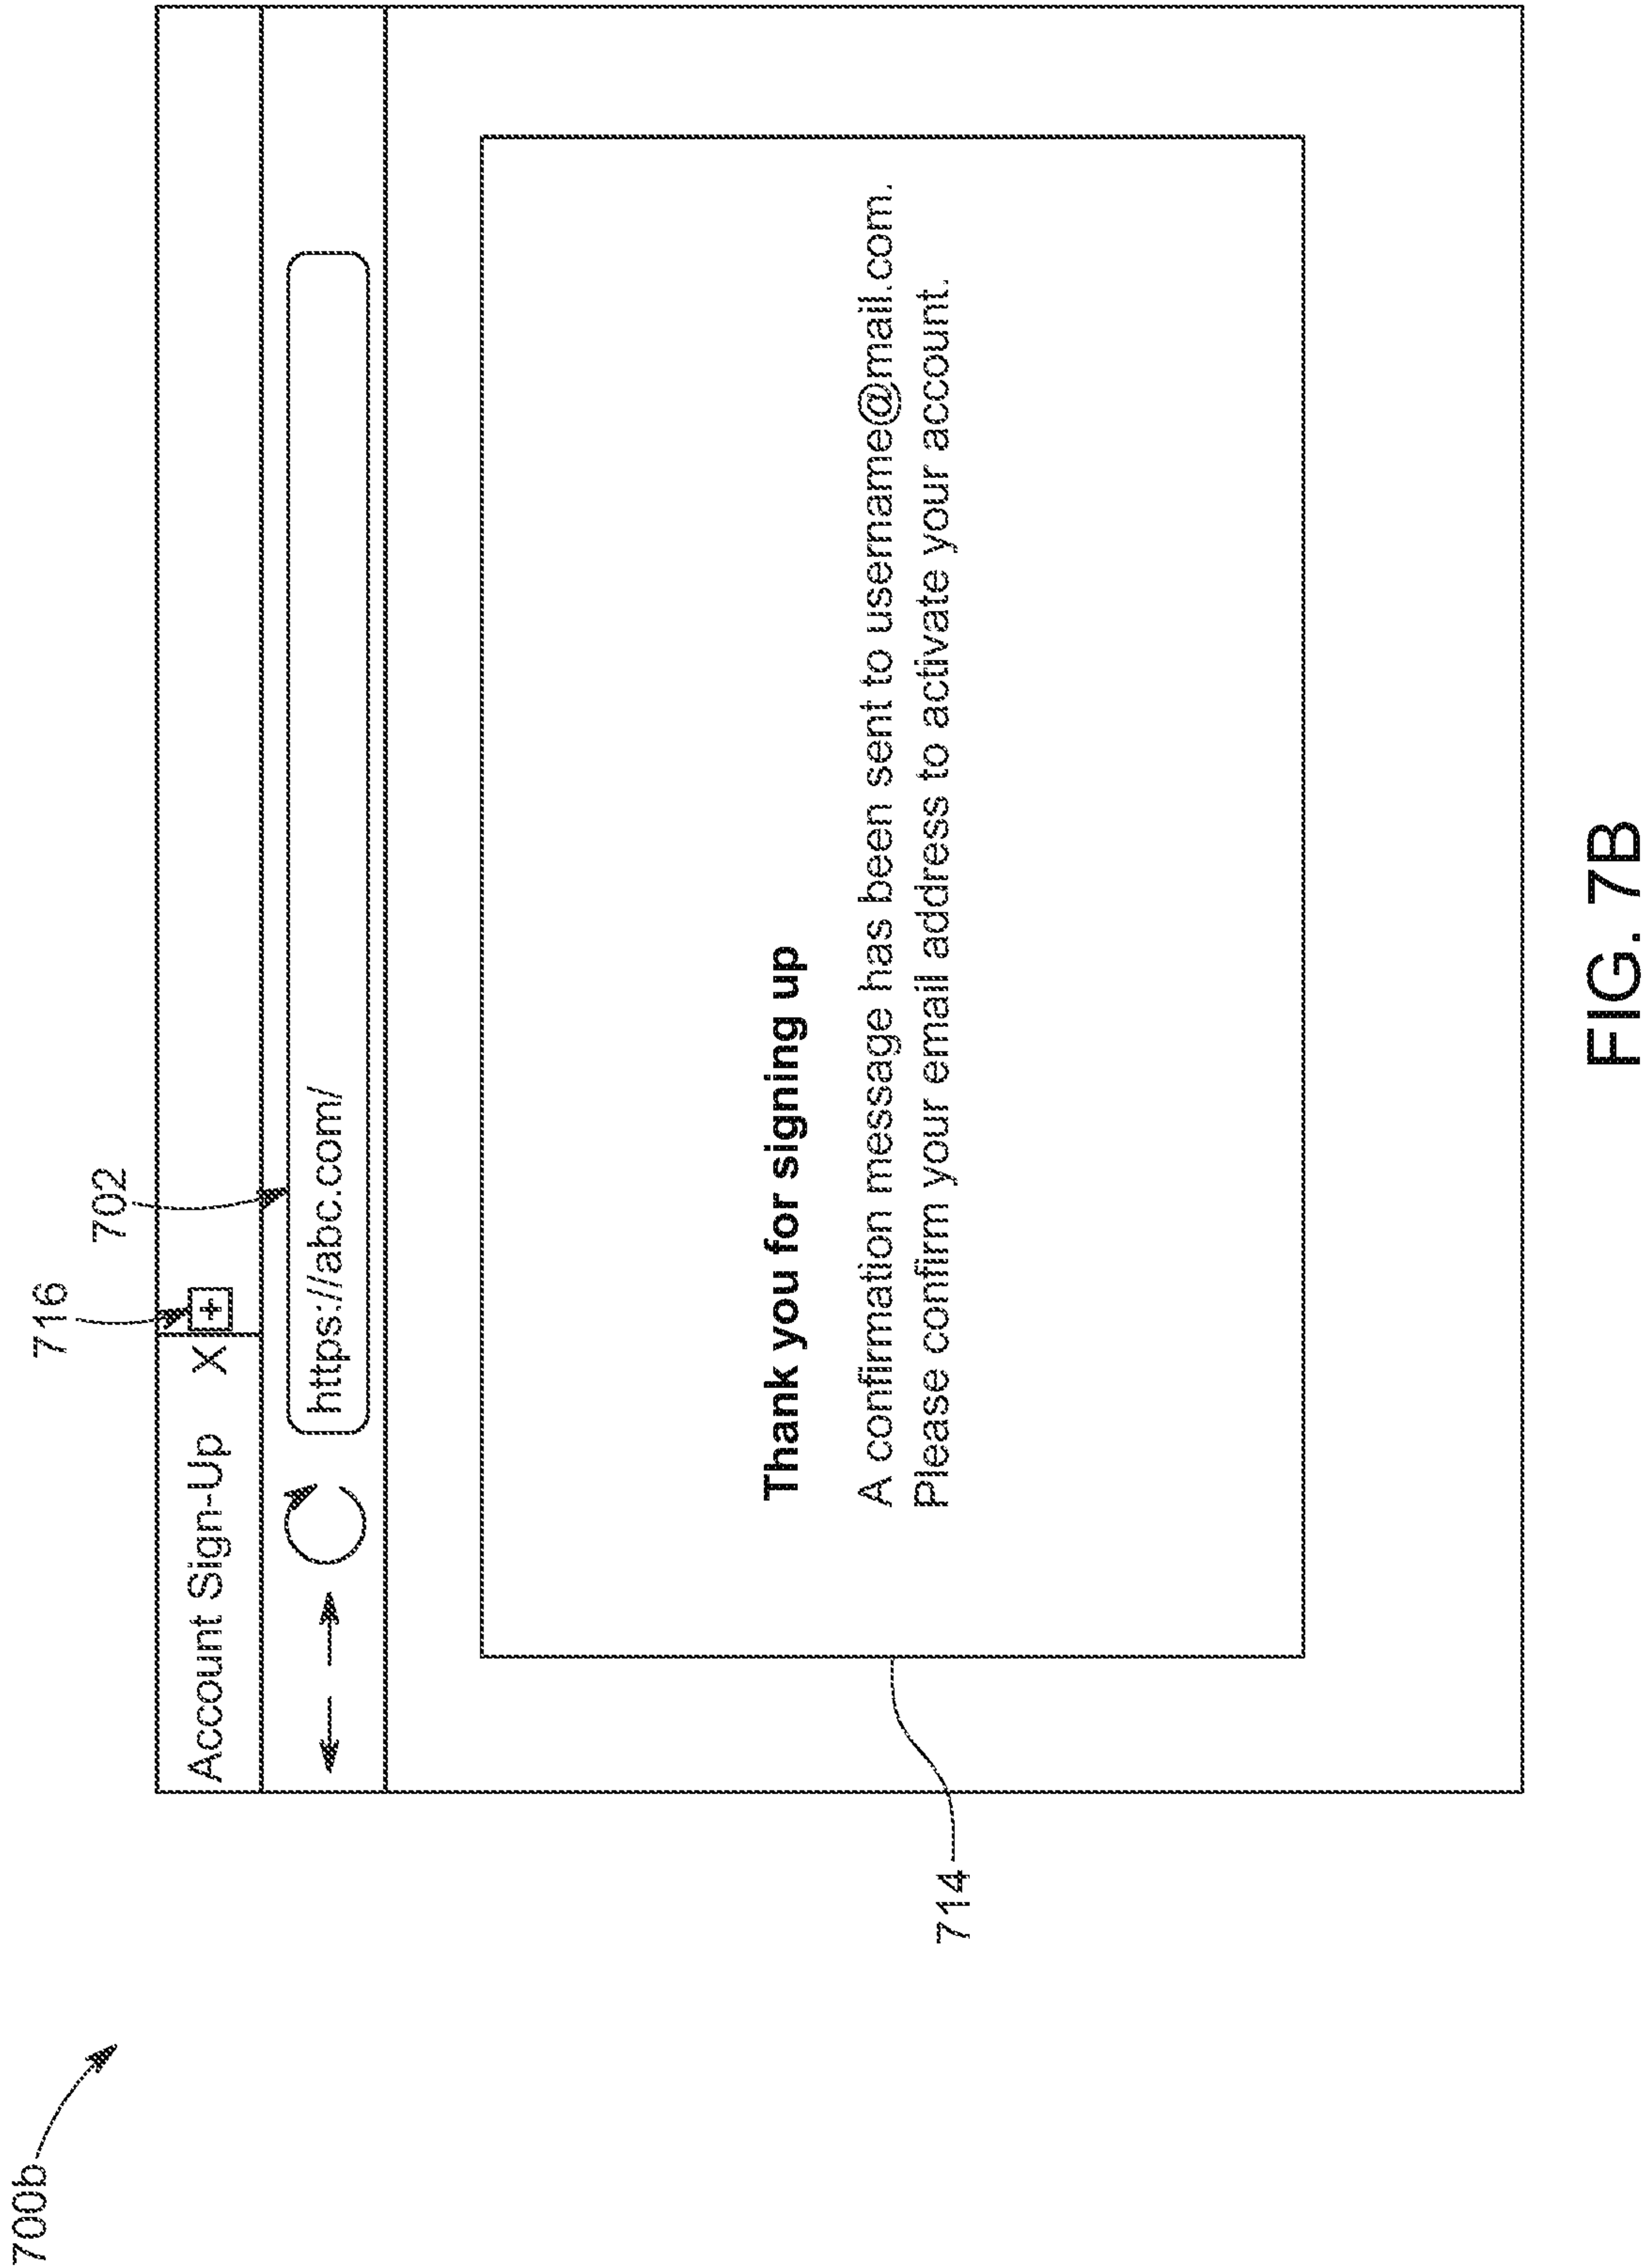 700b
716
702
Account Sign-Up X +
https://abc.com/
Thank you for signing up
A confirmation message has been sent to username@mail.com.
Please confirm your email address to activate your account.
714
FIG. 7B